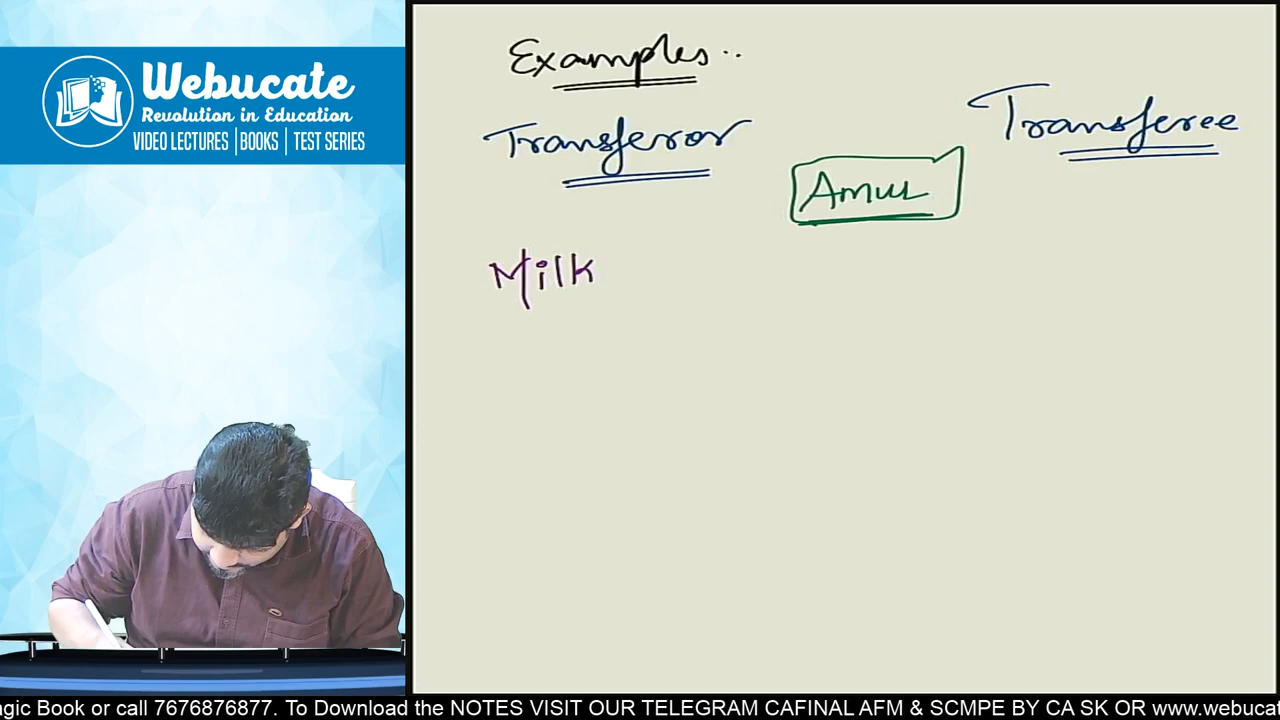 Webucate
Revolution in Education
VIDEO LECTURES | BOOKS | TEST SERIES
Examples..
Transferor
Transferee
Amul
Milk
agic Book or call 7676876877. To Download the NOTES VISIT OUR TELEGRAM CAFINAL AFM & SCMPE BY CA SK OR www.webucat